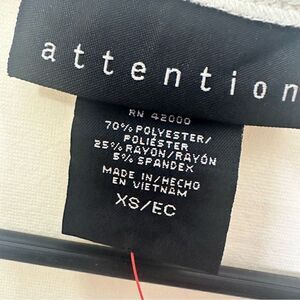 attention
RN 42000
70% POLYESTER/
POLIÉSTER
25% RAYON/RAYÓN
5% SPANDEX
MADE IN/HECHO
EN VIETNAM
XS/EC